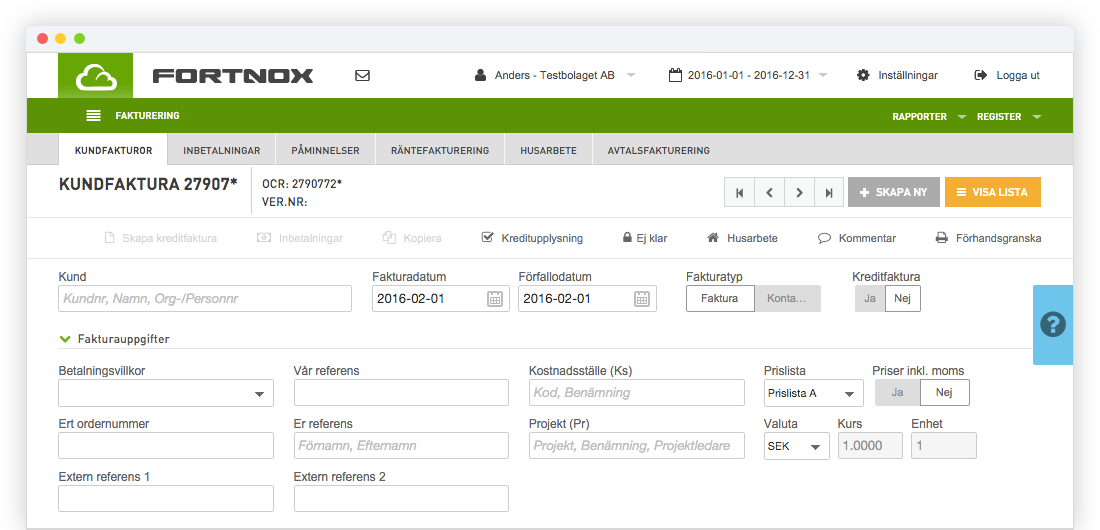 FORTNOX Anders - Testbolaget AB 2016-01-01 - 2016-12-31 Inställningar Logga ut
FAKTURERING RAPPORTER REGISTER
KUNDFAKTUROR INBETALNINGAR PÅMINNELSER RÄNTEFAKTURERING HUSARBETE AVTALSFAKTURERING
KUNDFAKTURA 27907*
OCR: 2790772*
VER.NR:
SKAPA NY VISA LISTA
Skapa kreditfaktura Inbetalningar Kopiera Kreditupplysning Ej klar Husarbete Kommentar Förhandsgranska
Kund Fakturadatum Förfallodatum Fakturatyp Kreditfaktura
Kundnr, Namn, Org-/Personnr 2016-02-01 2016-02-01 Faktura Konta... Ja Nej
?
Fakturauppgifter
Betalningsvillkor Vår referens Kostnadsställe (Ks) Prislista Priser inkl. moms
Kod, Benämning Prislista A Ja Nej
Ert ordernummer Er referens Projekt (Pr) Valuta Kurs Enhet
Förnamn, Efternamn Projekt, Benämning, Projektledare SEK 1.0000 1
Extern referens 1 Extern referens 2